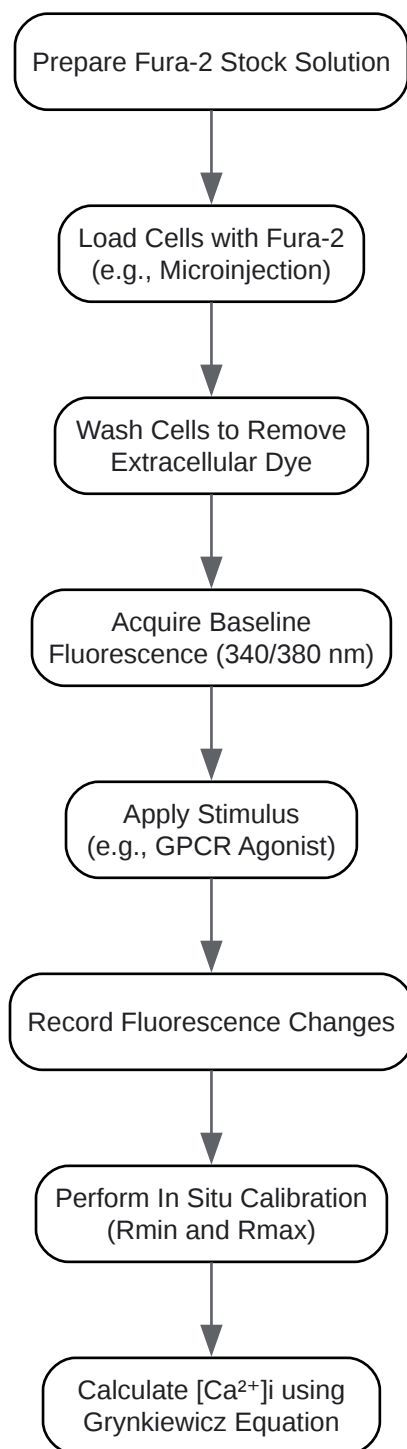 Prepare Fura-2 Stock Solution
Load Cells with Fura-2
(e.g., Microinjection)
Wash Cells to Remove
Extracellular Dye
Acquire Baseline
Fluorescence (340/380 nm)
Apply Stimulus
(e.g., GPCR Agonist)
Record Fluorescence Changes
Perform In Situ Calibration
(Rmin and Rmax)
Calculate [Ca²⁺]i using
Grynkiewicz Equation